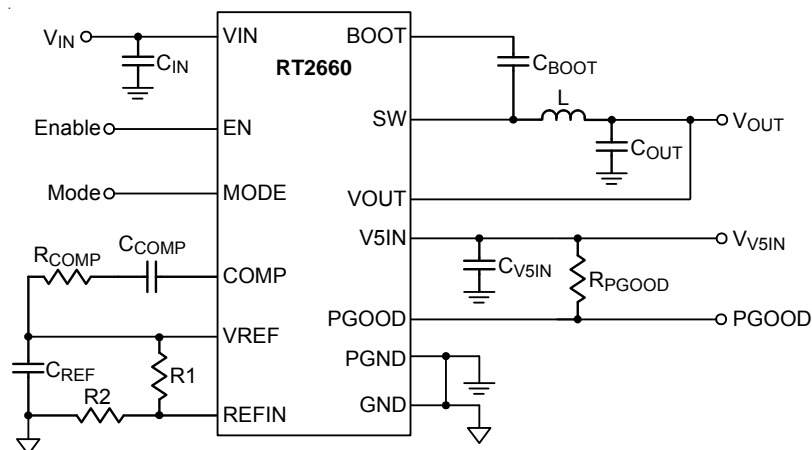 RT2660
VIN
VIN
CIN
Enable
EN
Mode
MODE
RCOMP
CCOMP
COMP
VREF
CREF
R1
R2
REFIN
BOOT
CBOOT
L
SW
VOUT
COUT
VOUT
V5IN
VV5IN
CV5IN
RPGOOD
PGOOD
PGOOD
PGND
GND